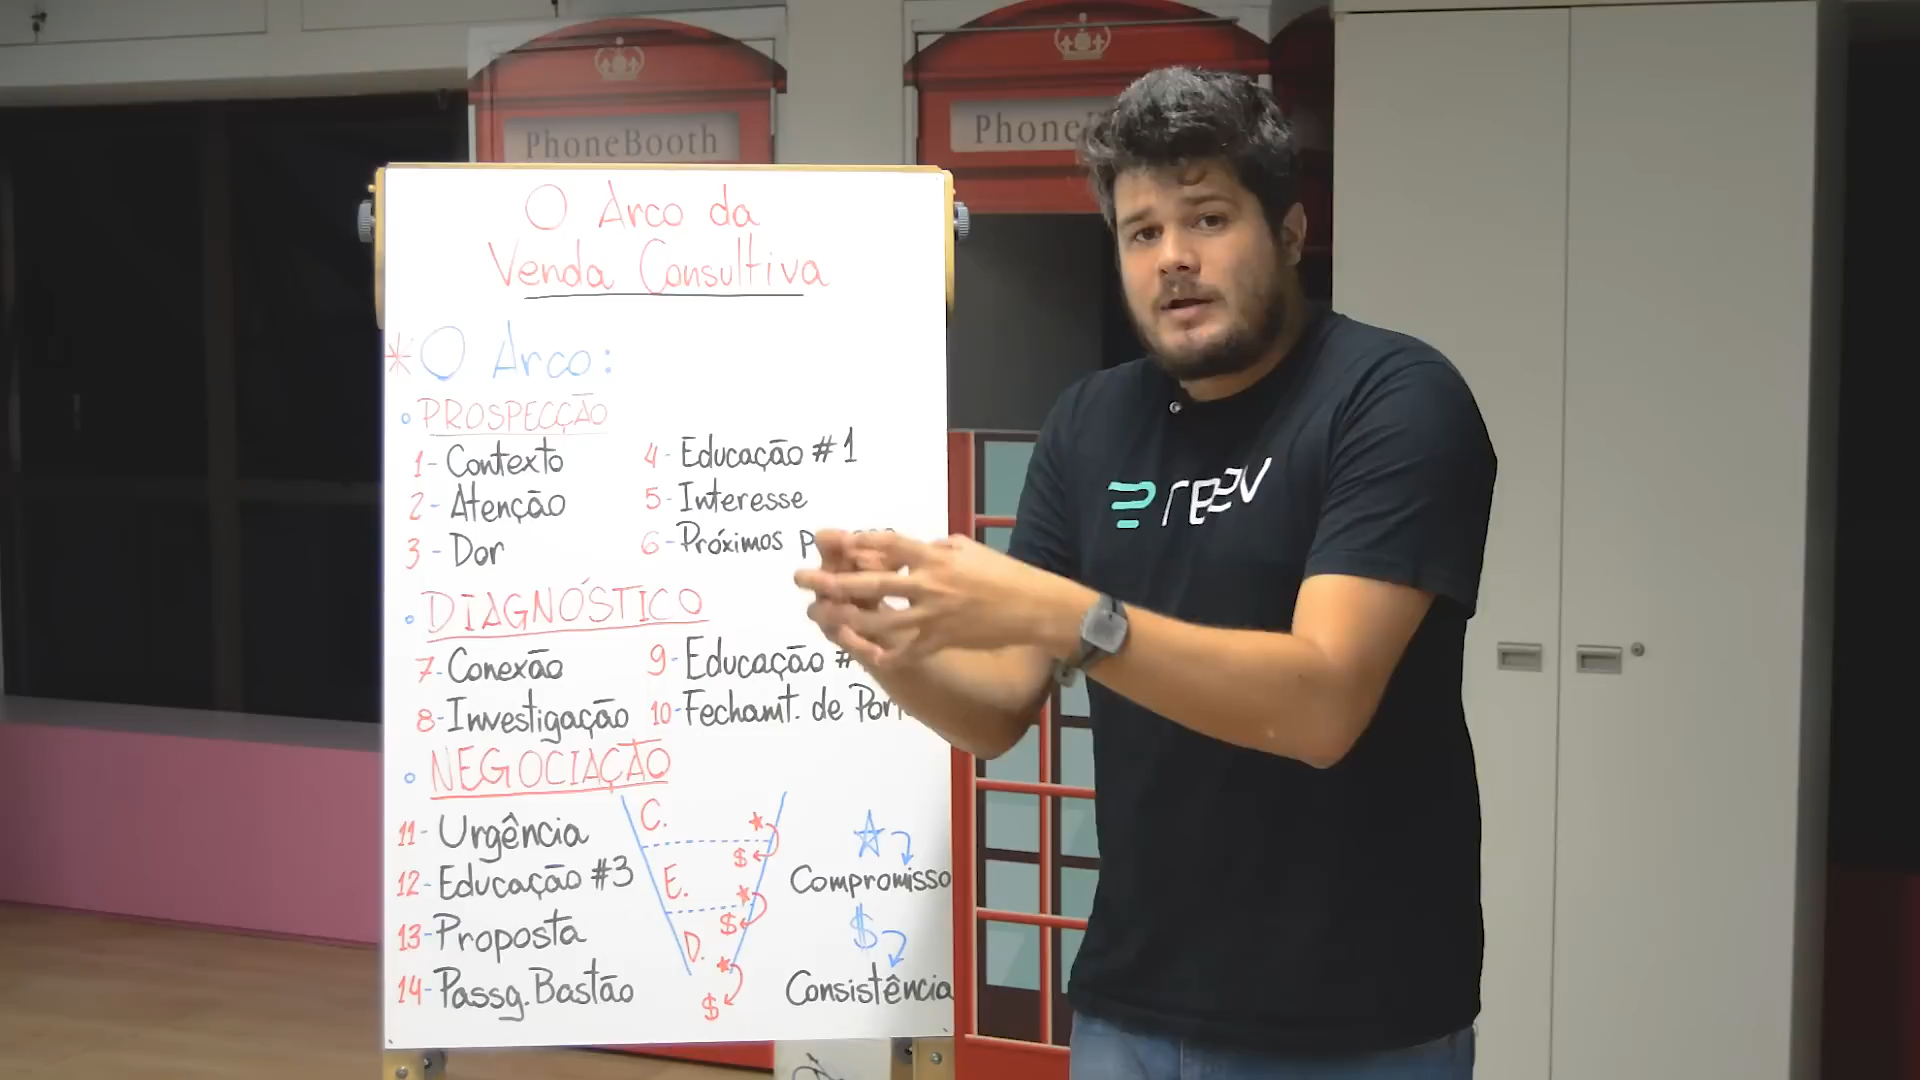 PhoneBooth
Phone
O Arco da
Venda Consultiva
* O Arco:
PROSPECÇÃO
1- Contexto
2- Atenção
3- Dor
4- Educação #1
5- Interesse
6- Próximos
DIAGNÓSTICO
7- Conexão
8- Investigação
9- Educação #
10- Fechamt. de
NEGOCIAÇÃO
11- Urgência
12- Educação #3
13- Proposta
14- Passg. Bastão
C.
$
E.
$
D.
$
Compromisso
$
Consistência
reev